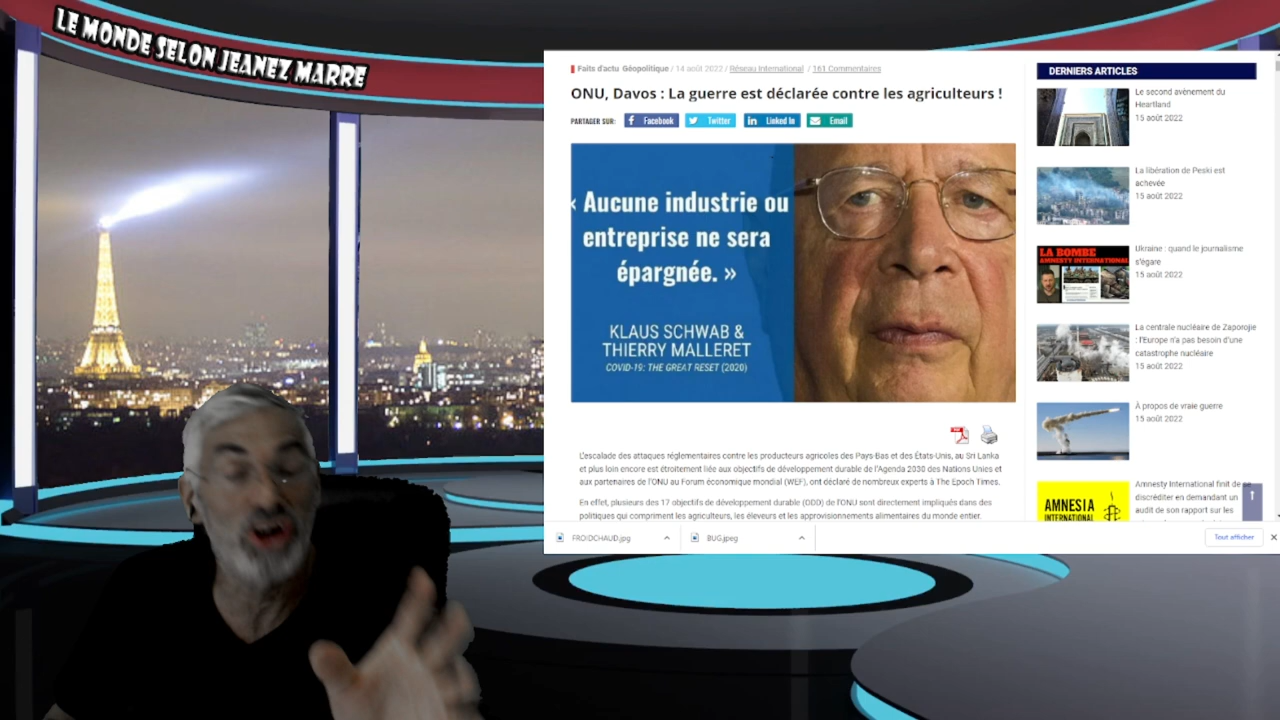 LE MONDE SELON JEANEZ MARRE
Faits d'actu Géopolitique / 14 août 2022 / Réseau International / 161 Commentaires
ONU, Davos : La guerre est déclarée contre les agriculteurs !
PARTAGER SUR: Facebook Twitter Linked In Email
« Aucune industrie ou
entreprise ne sera
épargnée. »
KLAUS SCHWAB &
THIERRY MALLERET
COVID-19: THE GREAT RESET (2020)
PDF
L'escalade des attaques réglementaires contre les producteurs agricoles des Pays-Bas et des États-Unis, au Sri Lanka
et plus loin encore est étroitement liée aux objectifs de développement durable de l'Agenda 2030 des Nations Unies et
aux partenaires de l'ONU au Forum économique mondial (WEF), ont déclaré de nombreux experts à The Epoch Times.
En effet, plusieurs des 17 objectifs de développement durable (ODD) de l'ONU sont directement impliqués dans des
politiques qui compriment les agriculteurs, les éleveurs et les approvisionnements alimentaires du monde entier.
DERNIERS ARTICLES
Le second avènement du
Heartland
15 août 2022
La libération de Peski est
achevée
15 août 2022
LA BOMBE
AMNESTY INTERNATIONAL
Ukraine : quand le journalisme
s'égare
15 août 2022
La centrale nucléaire de Zaporojie
: l'Europe n'a pas besoin d'une
catastrophe nucléaire
15 août 2022
À propos de vraie guerre
15 août 2022
AMNESIA
INTERNATIONAL
Amnesty International finit de se
discréditer en demandant un
audit de son rapport sur les
FROIDCHAUD.jpg
BUG.jpeg
Tout afficher